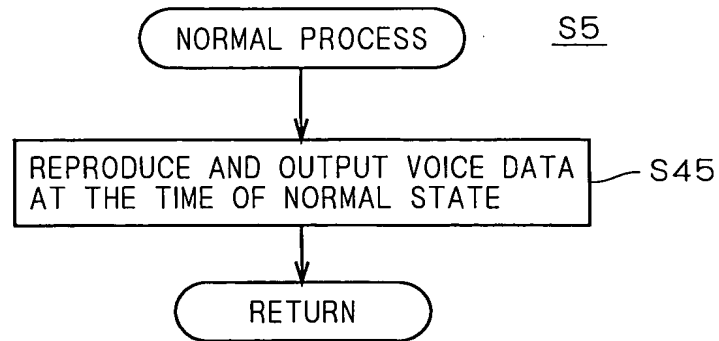 NORMAL PROCESS
S5
REPRODUCE AND OUTPUT VOICE DATA
AT THE TIME OF NORMAL STATE
S45
RETURN